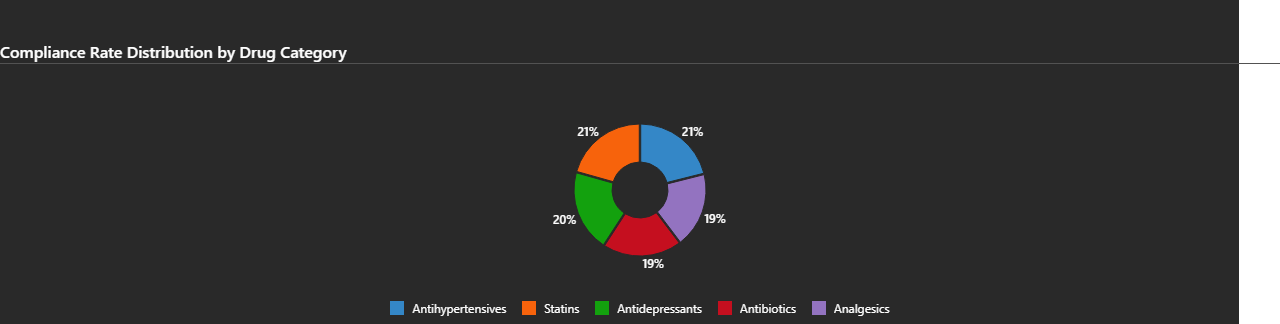 Compliance Rate Distribution by Drug Category
21% 21%
20% 19%
19%
Antihypertensives Statins Antidepressants Antibiotics Analgesics